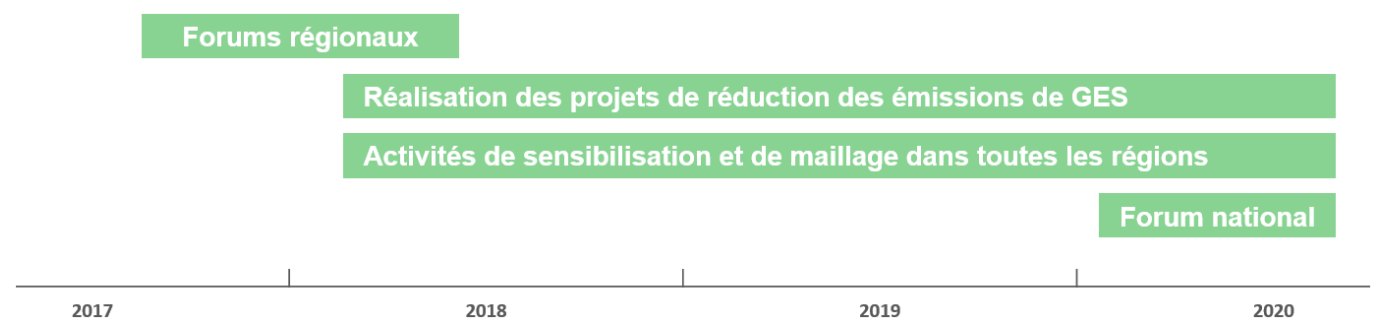 Forums régionaux
Réalisation des projets de réduction des émissions de GES
Activités de sensibilisation et de maillage dans toutes les régions
Forum national
2017 2018 2019 2020